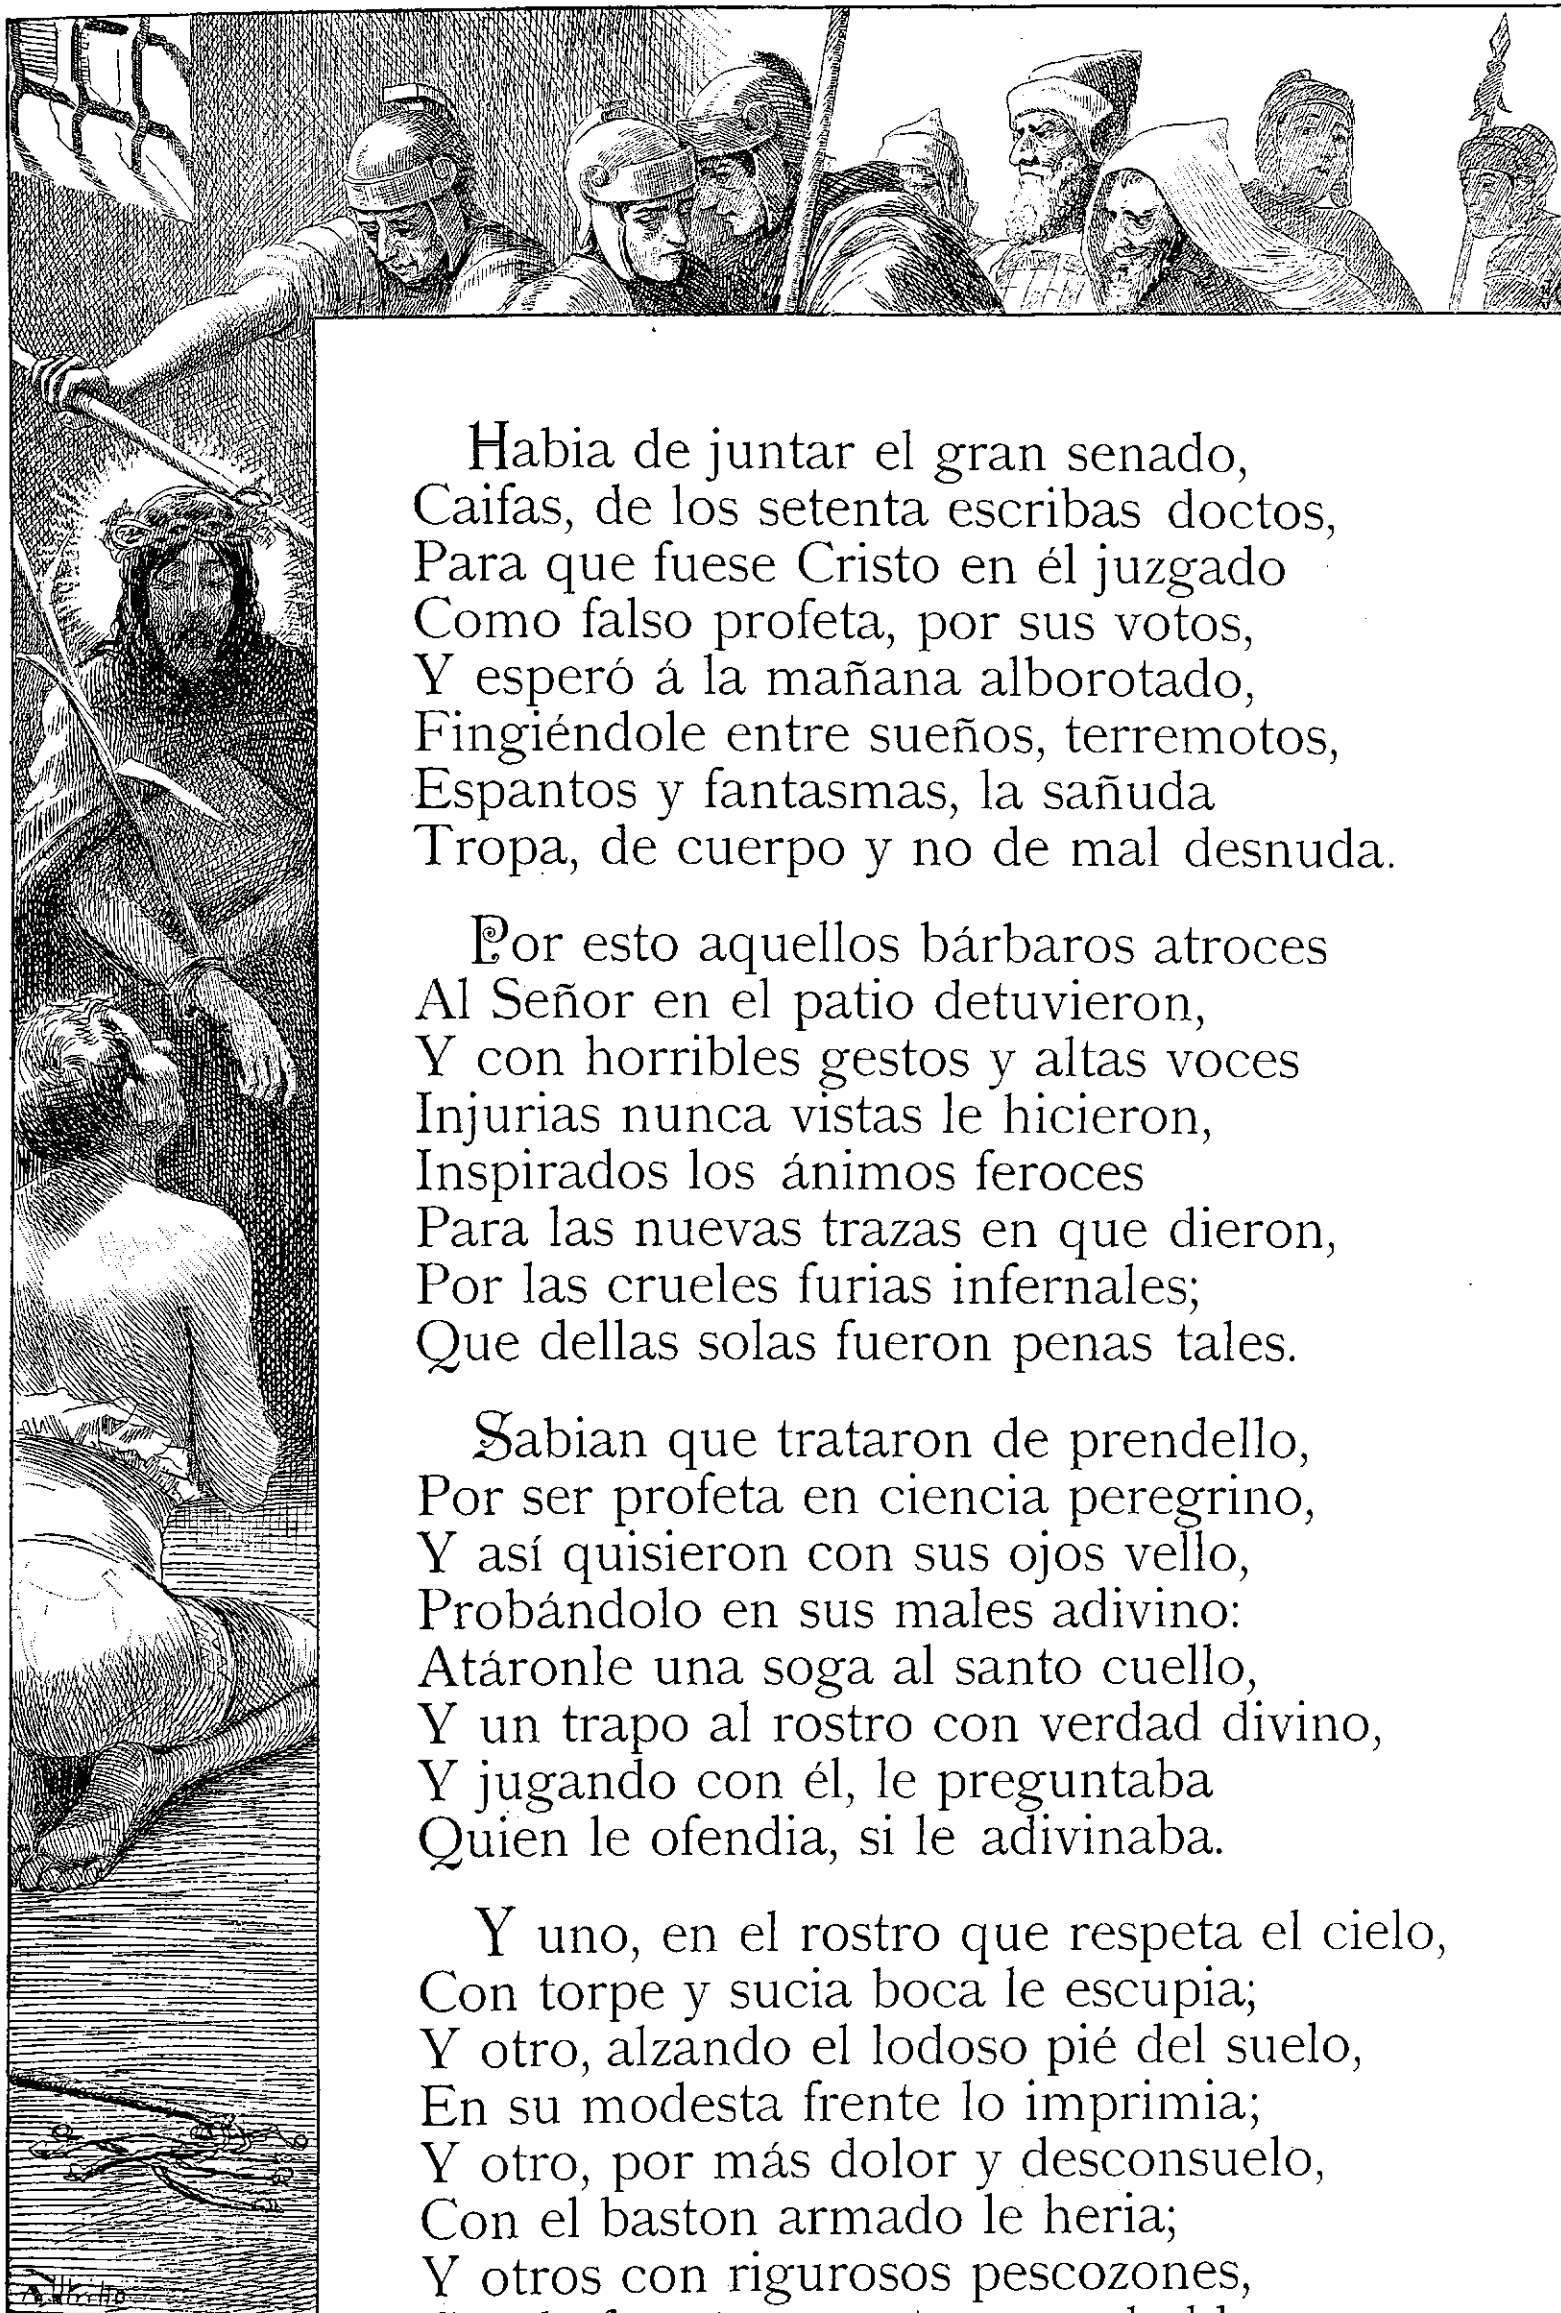 Habia de juntar el gran senado,
Caifas, de los setenta escribas doctos,
Para que fuese Cristo en él juzgado
Como falso profeta, por sus votos,
Y esperó á la mañana alborotado,
Fingiéndole entre sueños, terremotos,
Espantos y fantasmas, la sañuda
Tropa, de cuerpo y no de mal desnuda.
Por esto aquellos bárbaros atroces
Al Señor en el patio detuvieron,
Y con horribles gestos y altas voces
Injurias nunca vistas le hicieron,
Inspirados los ánimos feroces
Para las nuevas trazas en que dieron,
Por las crueles furias infernales;
Que dellas solas fueron penas tales.
Sabian que trataron de prendello,
Por ser profeta en ciencia peregrino,
Y así quisieron con sus ojos vello,
Probándolo en sus males adivino:
Atáronle una soga al santo cuello,
Y un trapo al rostro con verdad divino,
Y jugando con él, le preguntaba
Quien le ofendia, si le adivinaba.
Y uno, en el rostro que respeta el cielo,
Con torpe y sucia boca le escupia;
Y otro, alzando el lodoso pié del suelo,
En su modesta frente lo imprimia;
Y otro, por más dolor y desconsuelo,
Con el baston armado le heria;
Y otros con rigurosos pescozones,